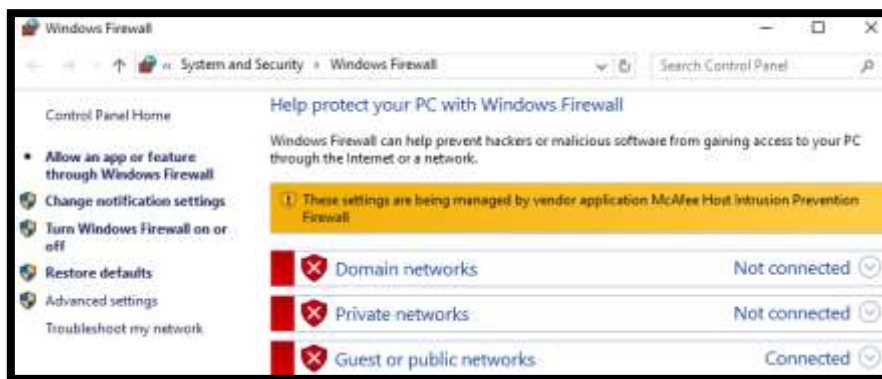 Windows Firewall
« System and Security › Windows Firewall
Search Control Panel
Control Panel Home
Allow an app or feature
through Windows Firewall
Change notification settings
Turn Windows Firewall on or
off
Restore defaults
Advanced settings
Troubleshoot my network
Help protect your PC with Windows Firewall
Windows Firewall can help prevent hackers or malicious software from gaining access to your PC
through the Internet or a network.
These settings are being managed by vendor application McAfee Host Intrusion Prevention
Firewall
Domain networks Not connected
Private networks Not connected
Guest or public networks Connected